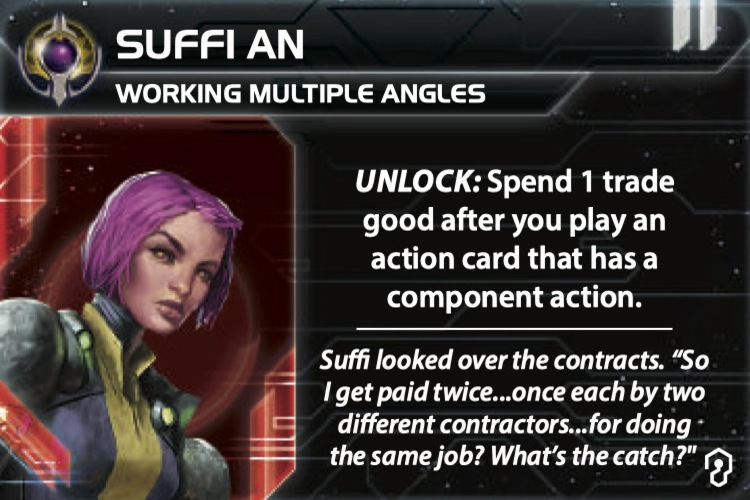 SUFFI AN
WORKING MULTIPLE ANGLES
UNLOCK: Spend 1 trade
good after you play an
action card that has a
component action.
Suffi looked over the contracts. “So
I get paid twice...once each by two
different contractors...for doing
the same job? What’s the catch?"